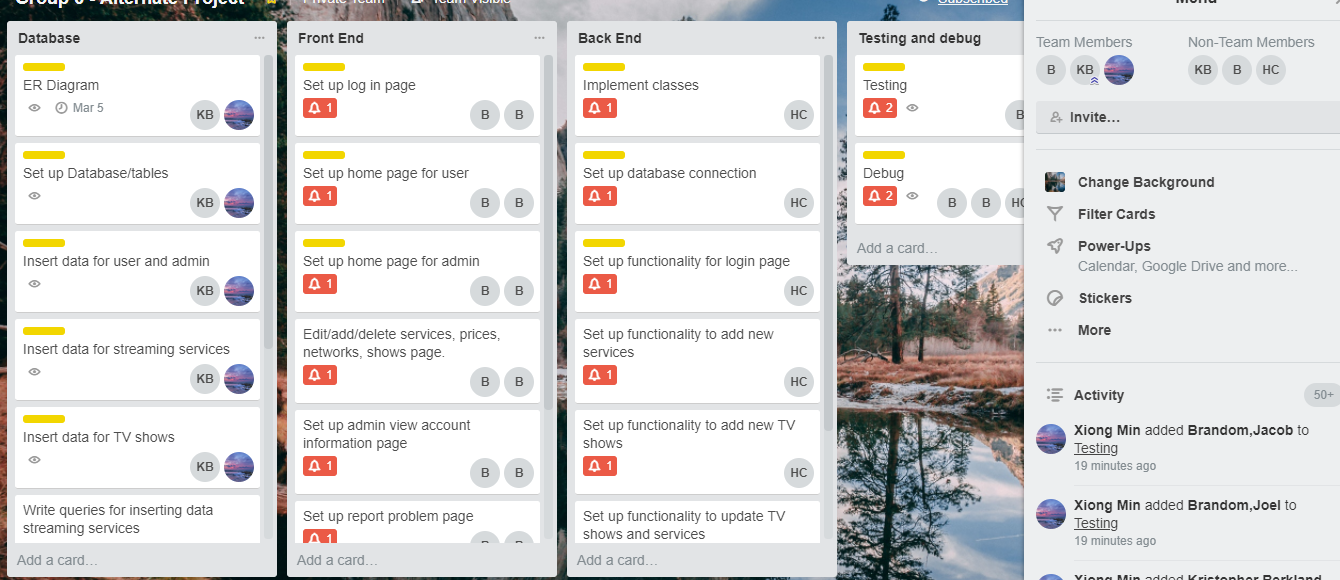 Group 6 - Alternate Project
Private Team
Team Visible
Subscribed
Database
ER Diagram
Mar 5
KB
Set up Database/tables
KB
Insert data for user and admin
KB
Insert data for streaming services
KB
Insert data for TV shows
KB
Write queries for inserting data
streaming services
Add a card...
Front End
Set up log in page
1
B B
Set up home page for user
1
B B
Set up home page for admin
1
B B
Edit/add/delete services, prices,
networks, shows page.
1
B B
Set up admin view account
information page
1
B B
Set up report problem page
1
B B
Add a card...
Back End
Implement classes
1
HC
Set up database connection
1
HC
Set up functionality for login page
1
HC
Set up functionality to add new
services
1
HC
Set up functionality to add new TV
shows
1
HC
Set up functionality to update TV
shows and services
Add a card...
Testing and debug
Testing
2
B
Debug
2
B B HC
Add a card...
Menu
Team Members
B KB
Non-Team Members
KB B HC
Invite...
Change Background
Filter Cards
Power-Ups
Calendar, Google Drive and more...
Stickers
More
Activity
50+
Xiong Min added Brandom,Jacob to
Testing
19 minutes ago
Xiong Min added Brandom,Joel to
Testing
19 minutes ago
Xiong Min added Kristopher Berkland